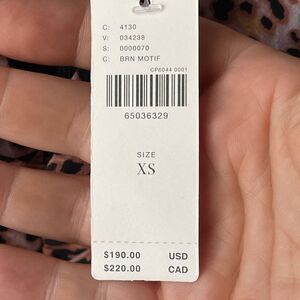 C: 4130
V: 034238
S: 0000070
C: BRN MOTIF
CP6044 0001
65036329
SIZE
XS
$190.00 USD
$220.00 CAD